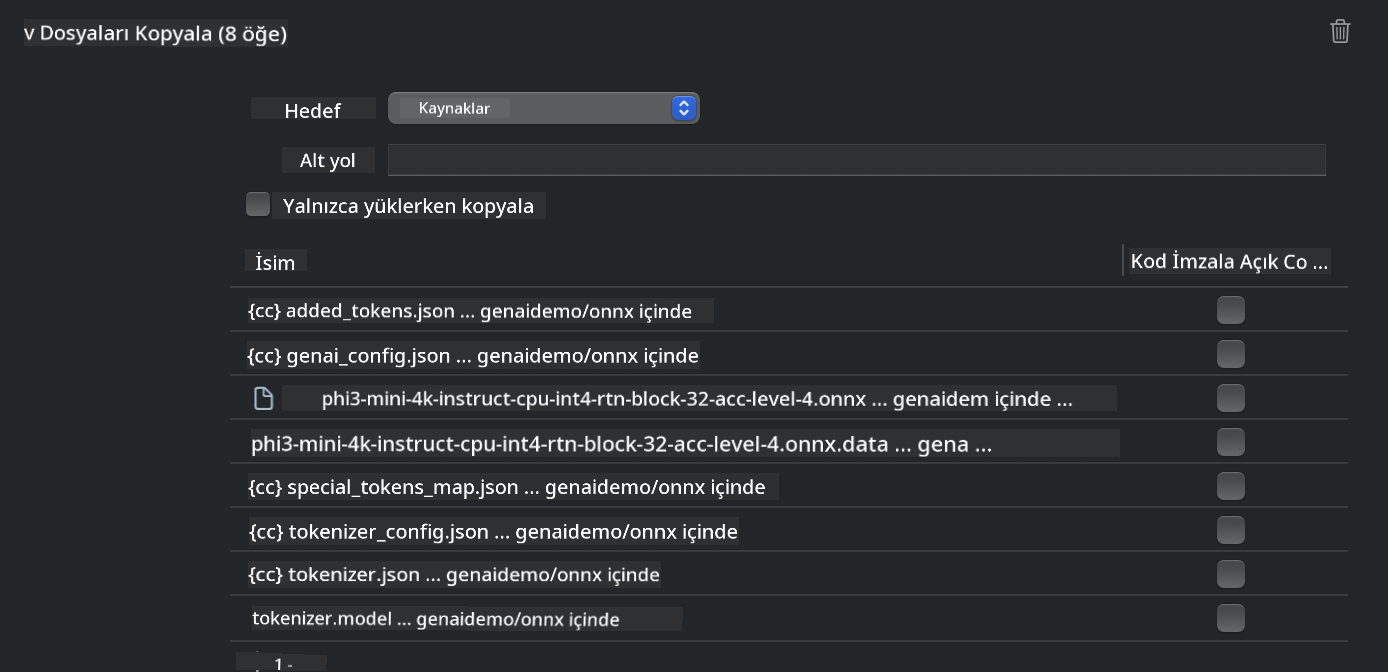 v Dosyaları Kopyala (8 öğe)
Hedef Kaynaklar
Alt yol
Yalnızca yüklerken kopyala
İsim Kod İmzala Açık Co ...
{cc} added_tokens.json ... genaidemo/onnx içinde
{cc} genai_config.json ... genaidemo/onnx içinde
phi3-mini-4k-instruct-cpu-int4-rtn-block-32-acc-level-4.onnx ... genaidem içinde ...
phi3-mini-4k-instruct-cpu-int4-rtn-block-32-acc-level-4.onnx.data ... gena ...
{cc} special_tokens_map.json ... genaidemo/onnx içinde
{cc} tokenizer_config.json ... genaidemo/onnx içinde
{cc} tokenizer.json ... genaidemo/onnx içinde
tokenizer.model ... genaidemo/onnx içinde
1 -